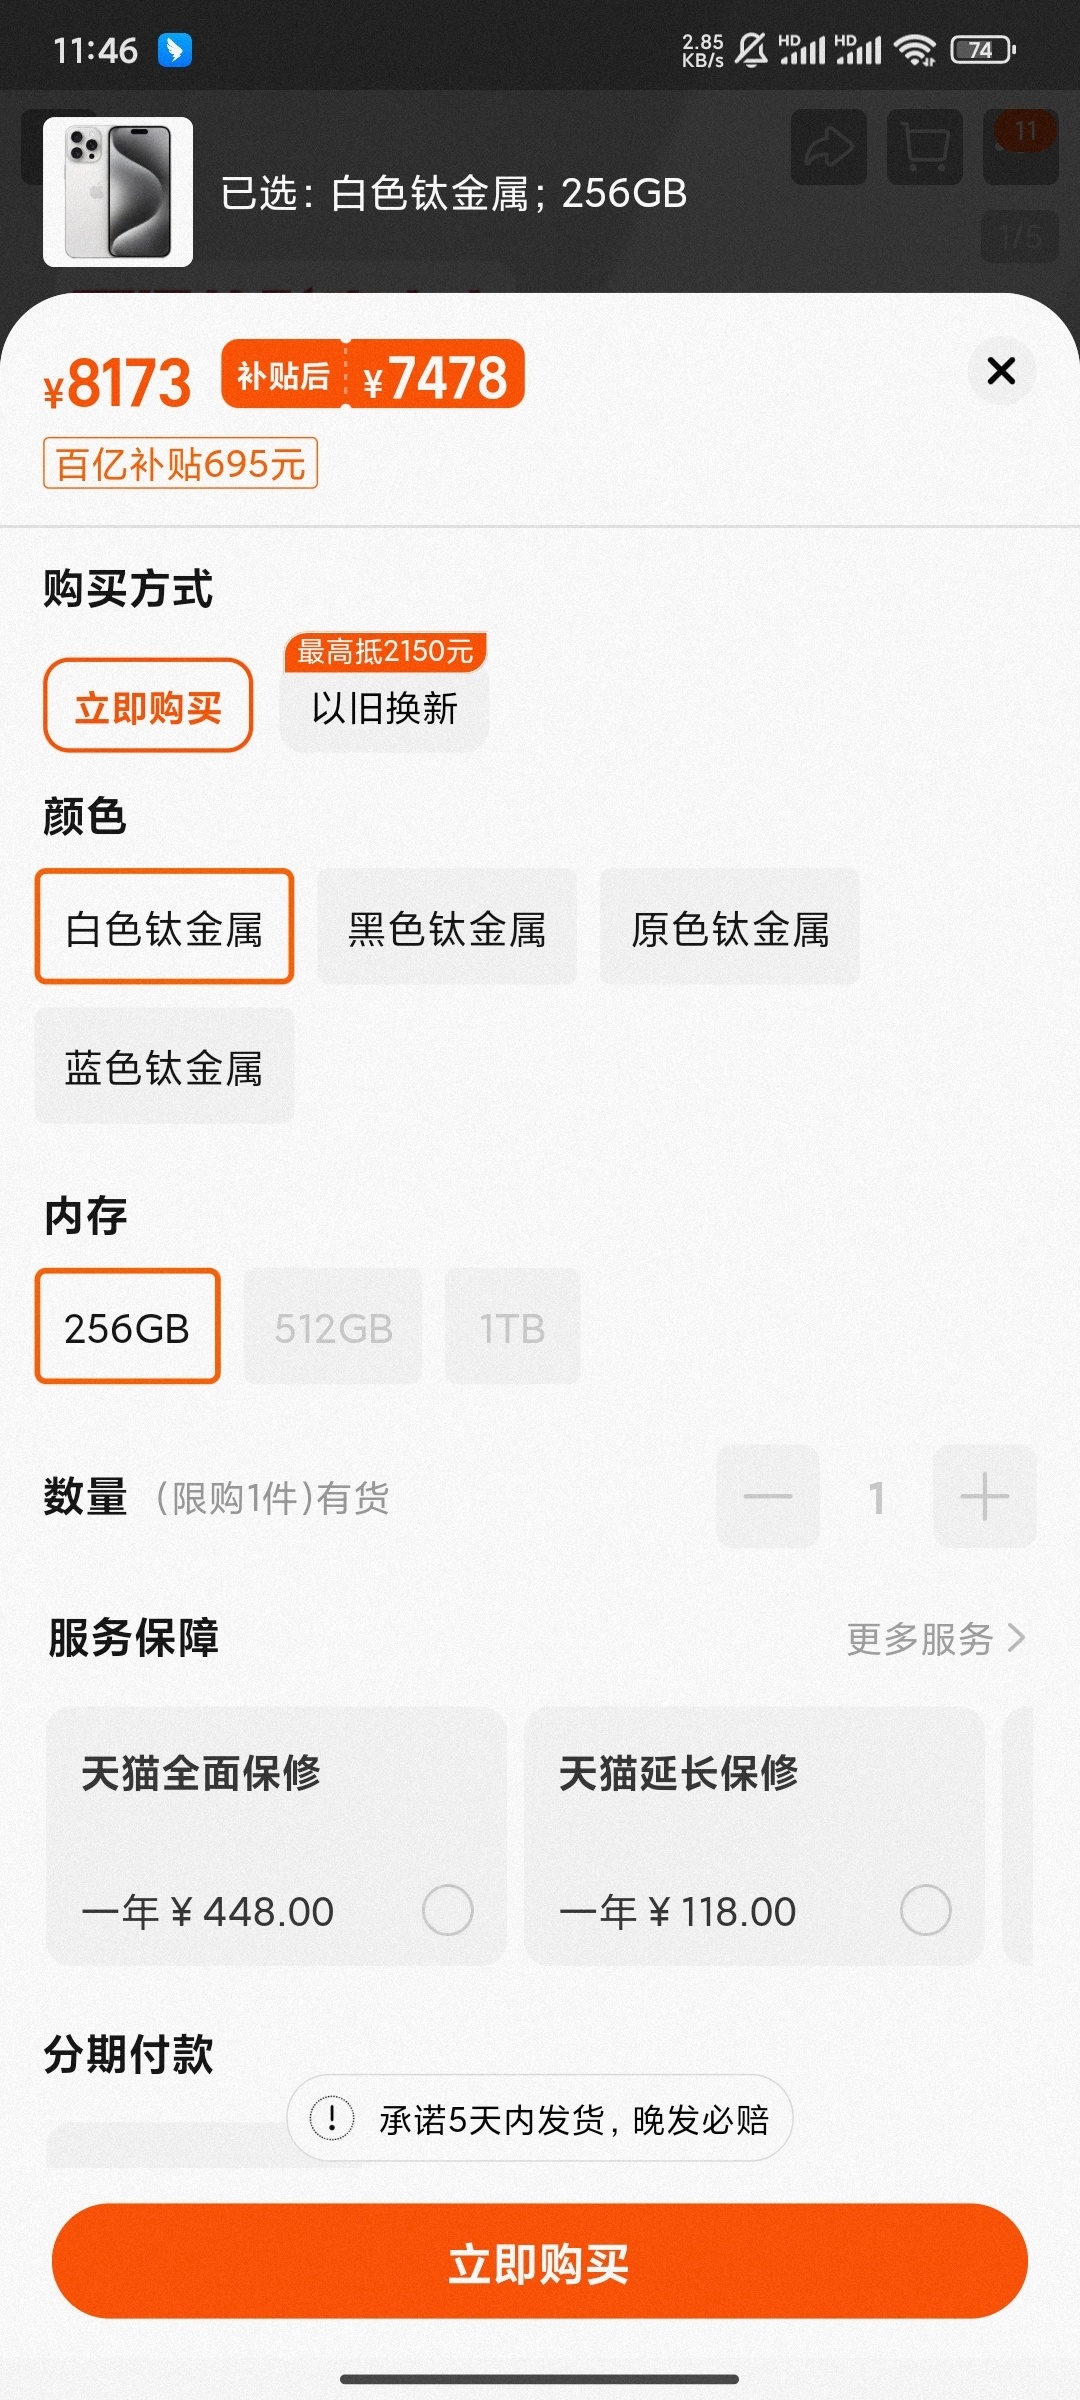 11:46
2.85 KB/s
HD HD 74
11
1/5
已选：白色钛金属；256GB
¥8173 补贴后 ¥7478
百亿补贴695元
购买方式
最高抵2150元
立即购买 以旧换新
颜色
白色钛金属 黑色钛金属 原色钛金属
蓝色钛金属
内存
256GB 512GB 1TB
数量 (限购1件)有货 1
服务保障 更多服务
天猫全面保修 天猫延长保修
一年 ¥ 448.00 一年 ¥ 118.00
分期付款
承诺5天内发货，晚发必赔
立即购买